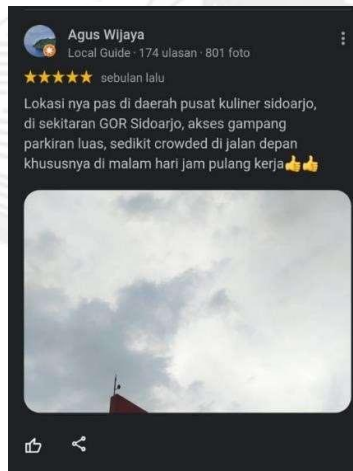 Agus Wijaya
Local Guide · 174 ulasan · 801 foto
★★★★★ sebulan lalu
Lokasi nya pas di daerah pusat kuliner sidoarjo,
di sekitaran GOR Sidoarjo, akses gampang
parkiran luas, sedikit crowded di jalan depan
khususnya di malam hari jam pulang kerja👍👍